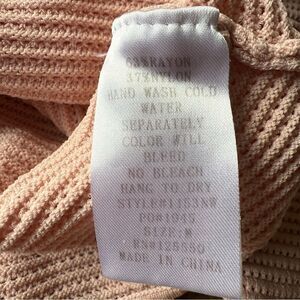 63%RAYON
37%NYLON
HAND WASH COLD
WATER
SEPARATELY
COLOR WILL
BLEED
NO BLEACH
HANG TO DRY
STYLE#1153NW
PO#1945
SIZE:M
RN#125550
MADE IN CHINA